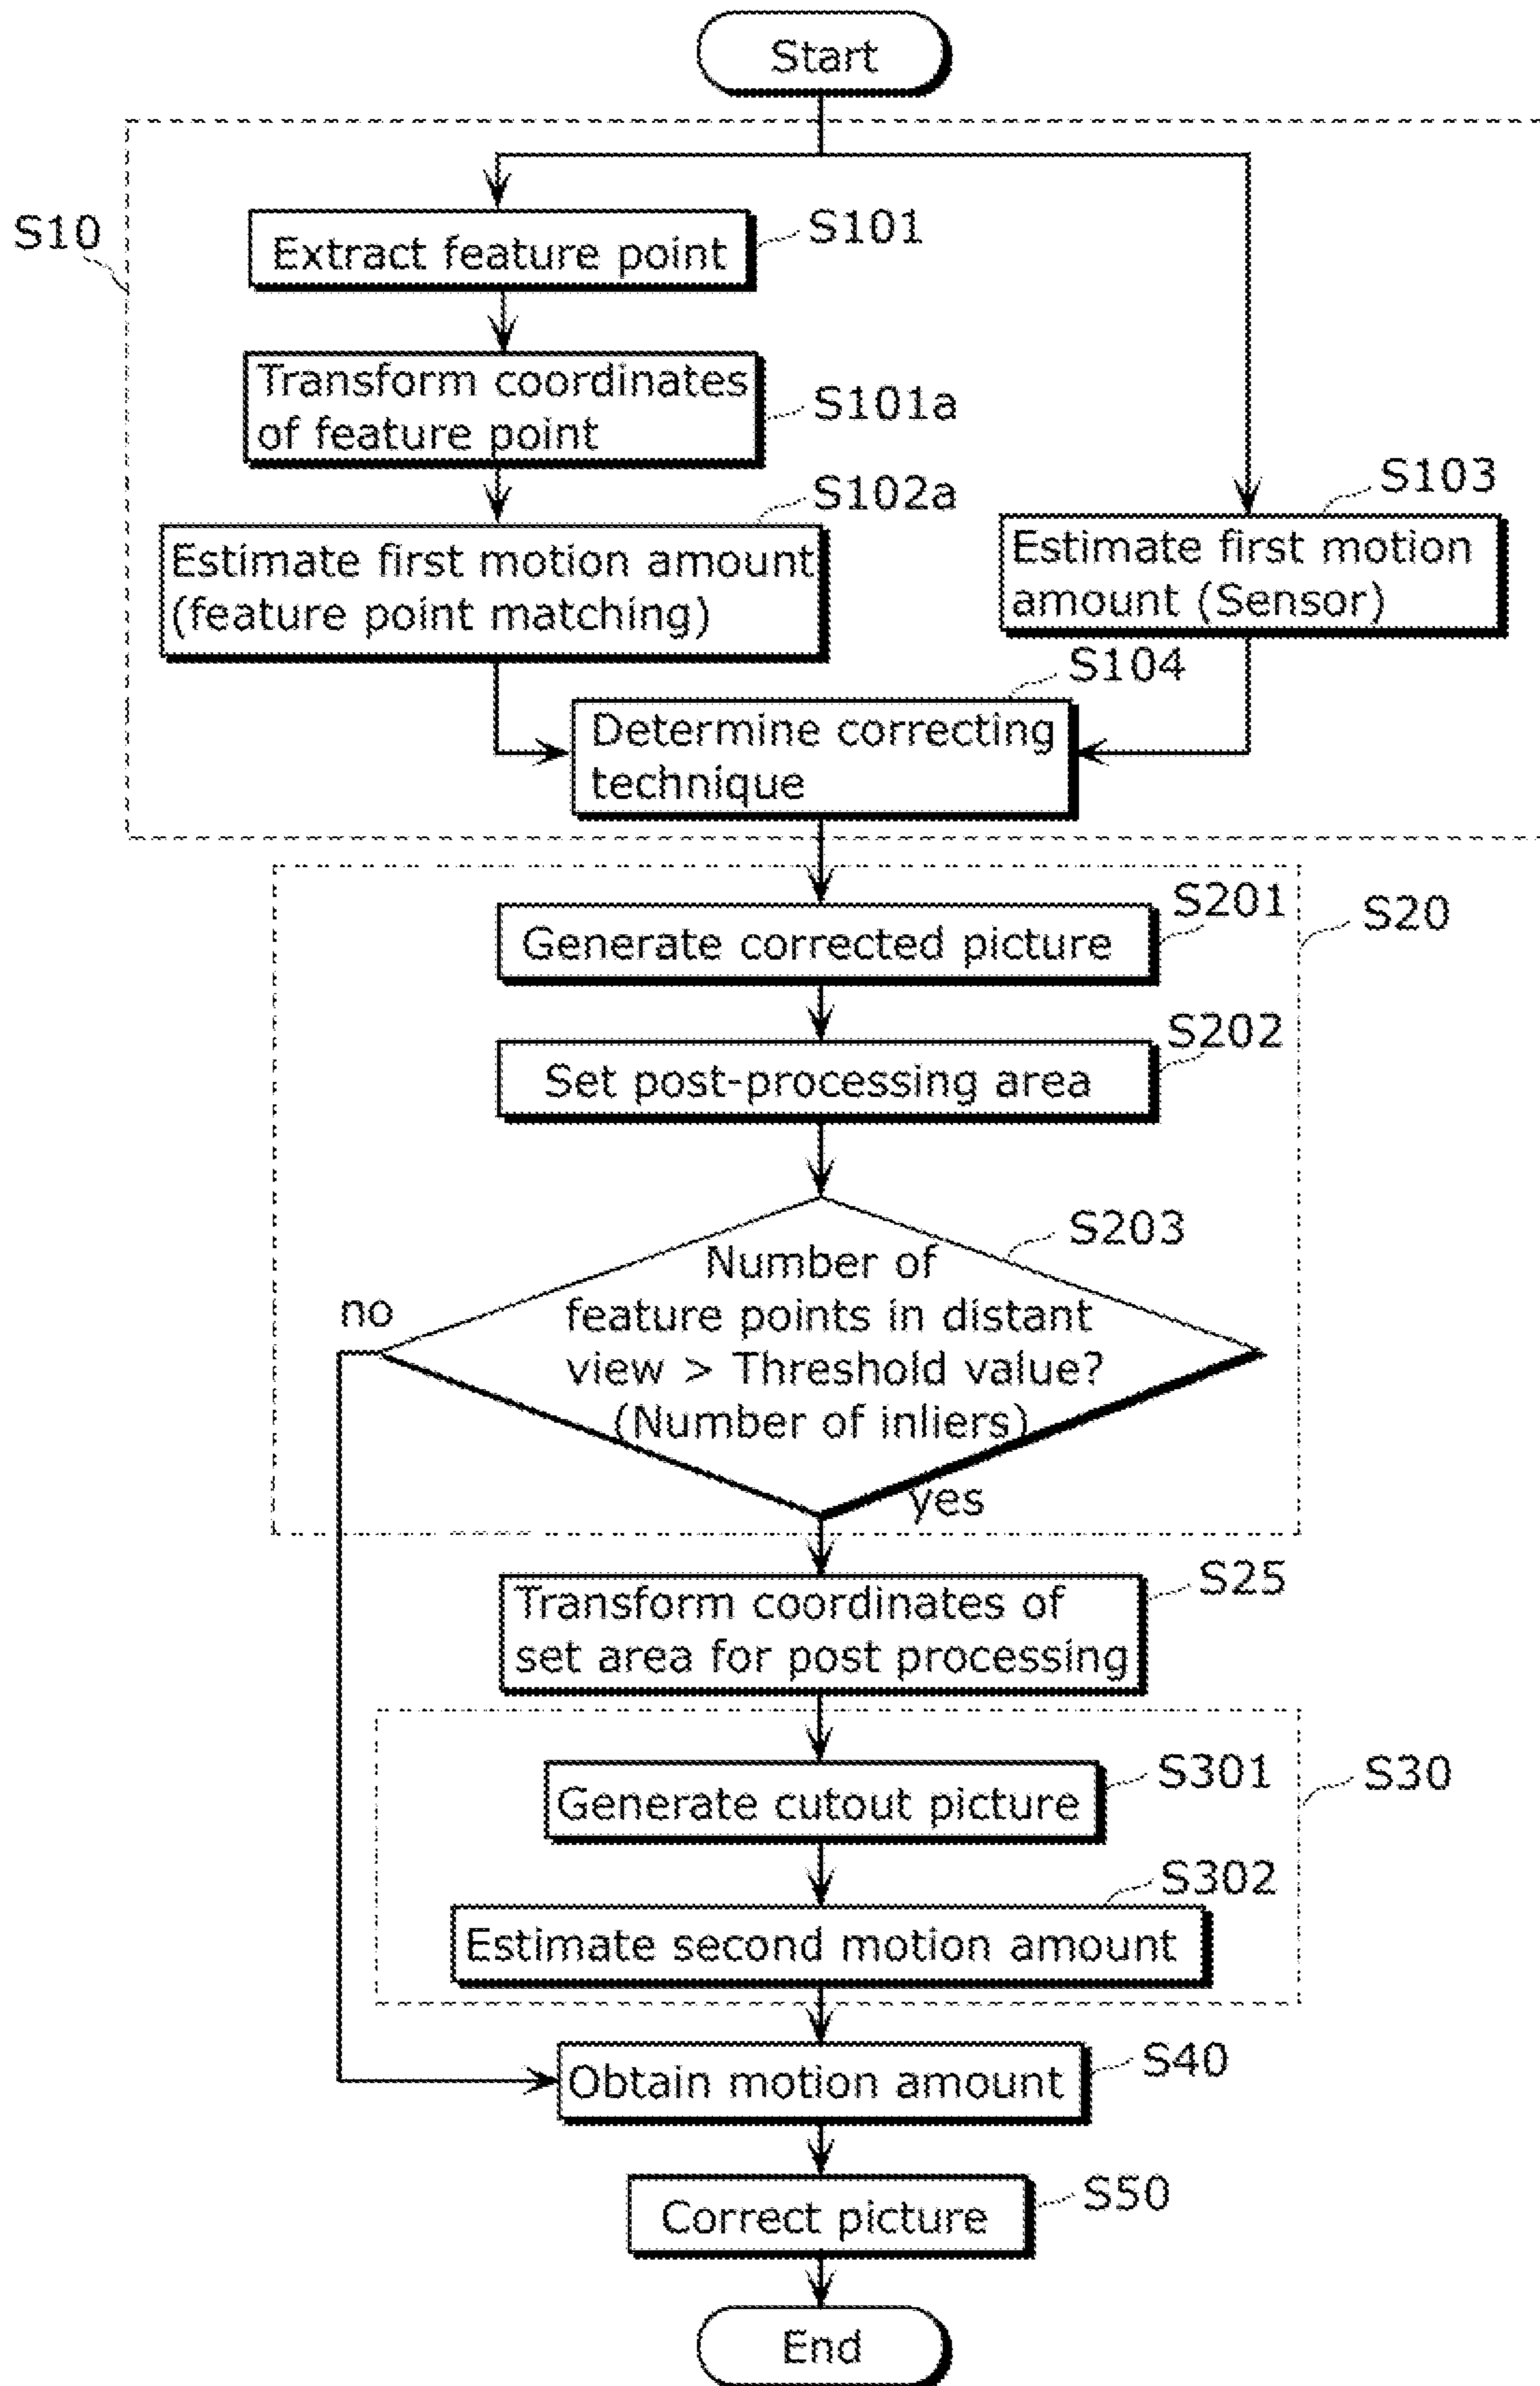 Start
S10
Extract feature point
S101
Transform coordinates
of feature point
S101a
S102a
Estimate first motion amount
(feature point matching)
S103
Estimate first motion
amount (Sensor)
S104
Determine correcting
technique
S201
Generate corrected picture
S20
S202
Set post-processing area
S203
Number of
feature points in distant
view > Threshold value?
(Number of inliers)
no
yes
S25
Transform coordinates of
set area for post processing
S301
Generate cutout picture
S30
S302
Estimate second motion amount
Obtain motion amount
S40
Correct picture
S50
End